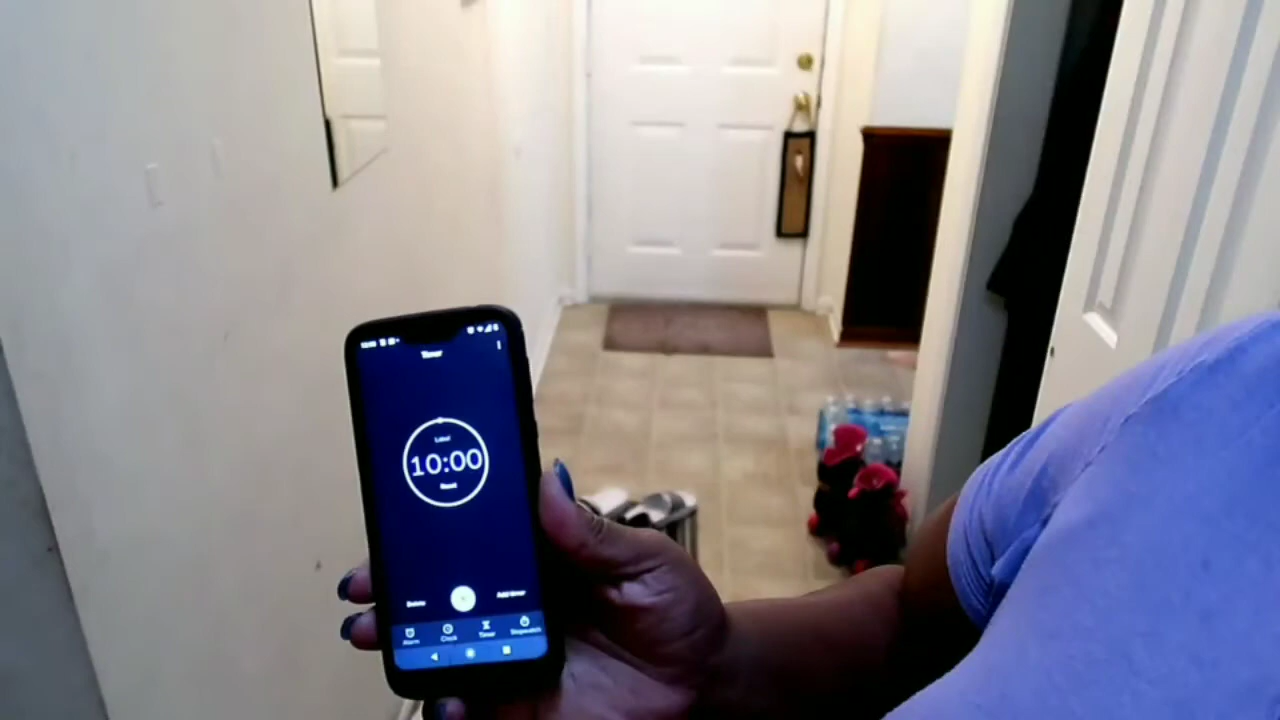 Timer
Label
10:00
Reset
Delete
Add timer
Alarm
Clock
Timer
Stopwatch